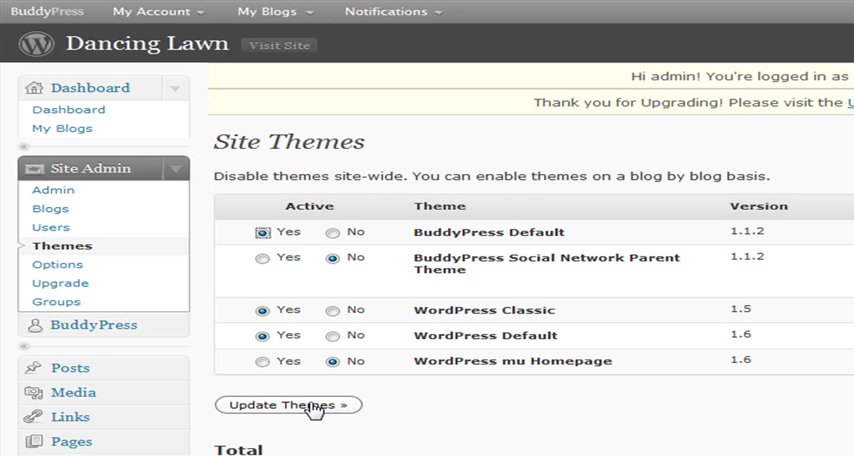 BuddyPress My Account My Blogs Notifications
Dancing Lawn Visit Site
Dashboard
Dashboard
My Blogs
Site Admin
Admin
Blogs
Users
Themes
Options
Upgrade
Groups
BuddyPress
Posts
Media
Links
Pages
Hi admin! You're logged in as
Thank you for Upgrading! Please visit the
Site Themes
Disable themes site-wide. You can enable themes on a blog by blog basis.
Active Theme Version
Yes No BuddyPress Default 1.1.2
Yes No BuddyPress Social Network Parent 1.1.2
Theme
Yes No WordPress Classic 1.5
Yes No WordPress Default 1.6
Yes No WordPress mu Homepage 1.6
Update Themes »
Total